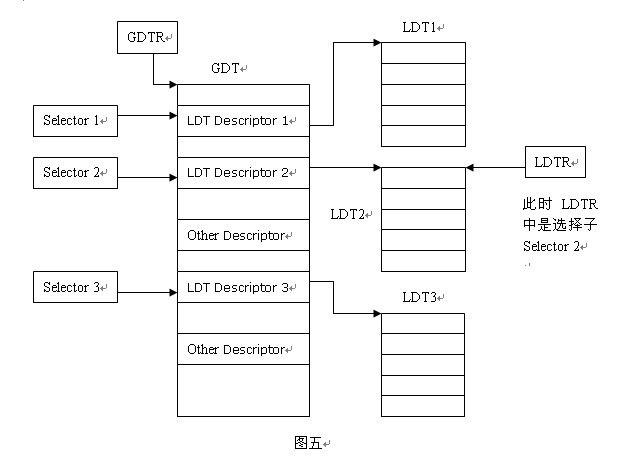 GDTR
GDT
LDT1
Selector 1
LDT Descriptor 1
Selector 2
LDT Descriptor 2
LDTR
LDT2
此时 LDTR
中是选择子
Selector 2
Other Descriptor
Selector 3
LDT Descriptor 3
LDT3
Other Descriptor
图五